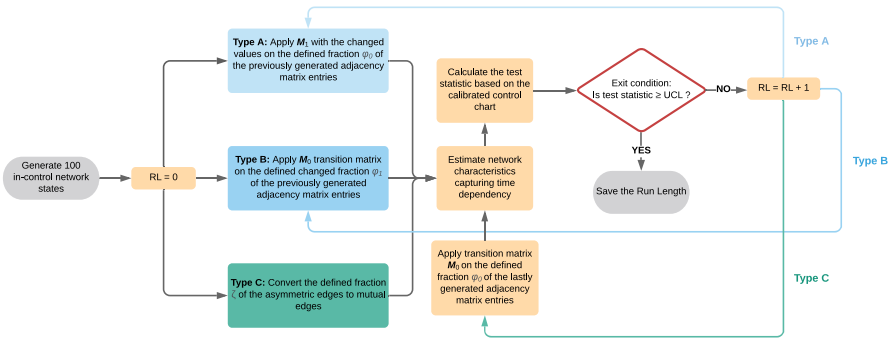 Generate 100
in-control network
states
RL = 0
Type A: Apply M1 with the changed
values on the defined fraction φ0 of
the previously generated adjacency
matrix entries
Type B: Apply M0 transition matrix
on the defined changed fraction φ1
of the previously generated
adjacency matrix entries
Type C: Convert the defined fraction
ζ of the asymmetric edges to mutual
edges
Calculate the test
statistic based on the
calibrated control
chart
Estimate network
characteristics
capturing time
dependency
Apply transition matrix
M0 on the defined
fraction φ0 of the lastly
generated adjacency
matrix entries
Exit condition:
Is test statistic ≥ UCL ?
YES
Save the Run Length
NO
RL = RL + 1
Type A
Type B
Type C